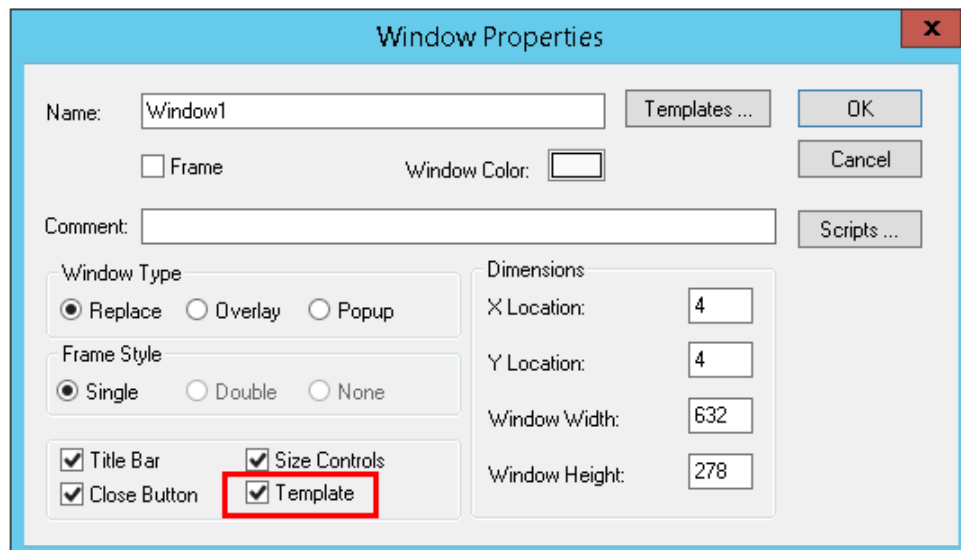 Window Properties
x
Name: Window1 Templates ... OK
Frame Window Color: Cancel
Comment: Scripts ...
Window Type Dimensions
Replace Overlay Popup X Location: 4
Frame Style Y Location: 4
Single Double None Window Width: 632
Title Bar Size Controls Window Height: 278
Close Button Template